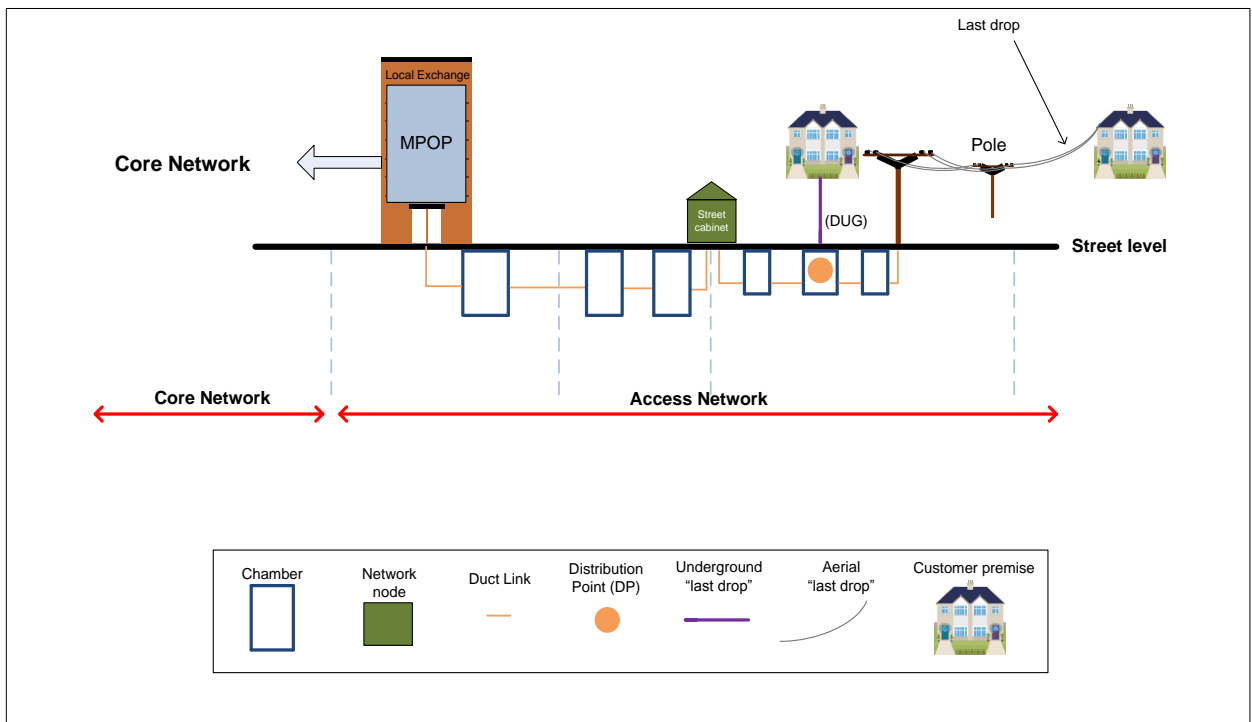 Last drop
Local Exchange
MPOP
Core Network
Pole
Street
cabinet
(DUG)
Street level
Core Network
Access Network
Chamber
Network
node
Duct Link
Distribution
Point (DP)
Underground
“last drop”
Aerial
“last drop”
Customer premise